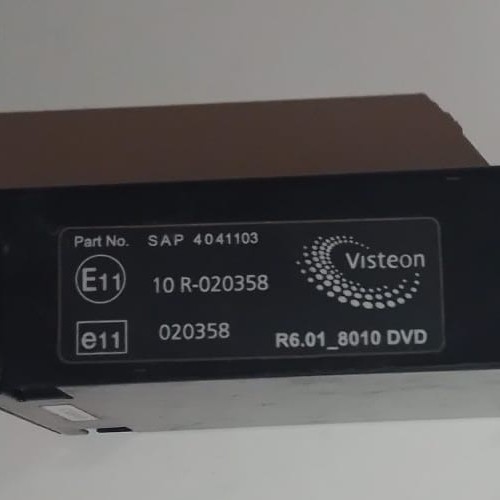 Part No. SAP 4041103
E11 10 R-020358
e11 020358
Visteon
R6.01_8010 DVD